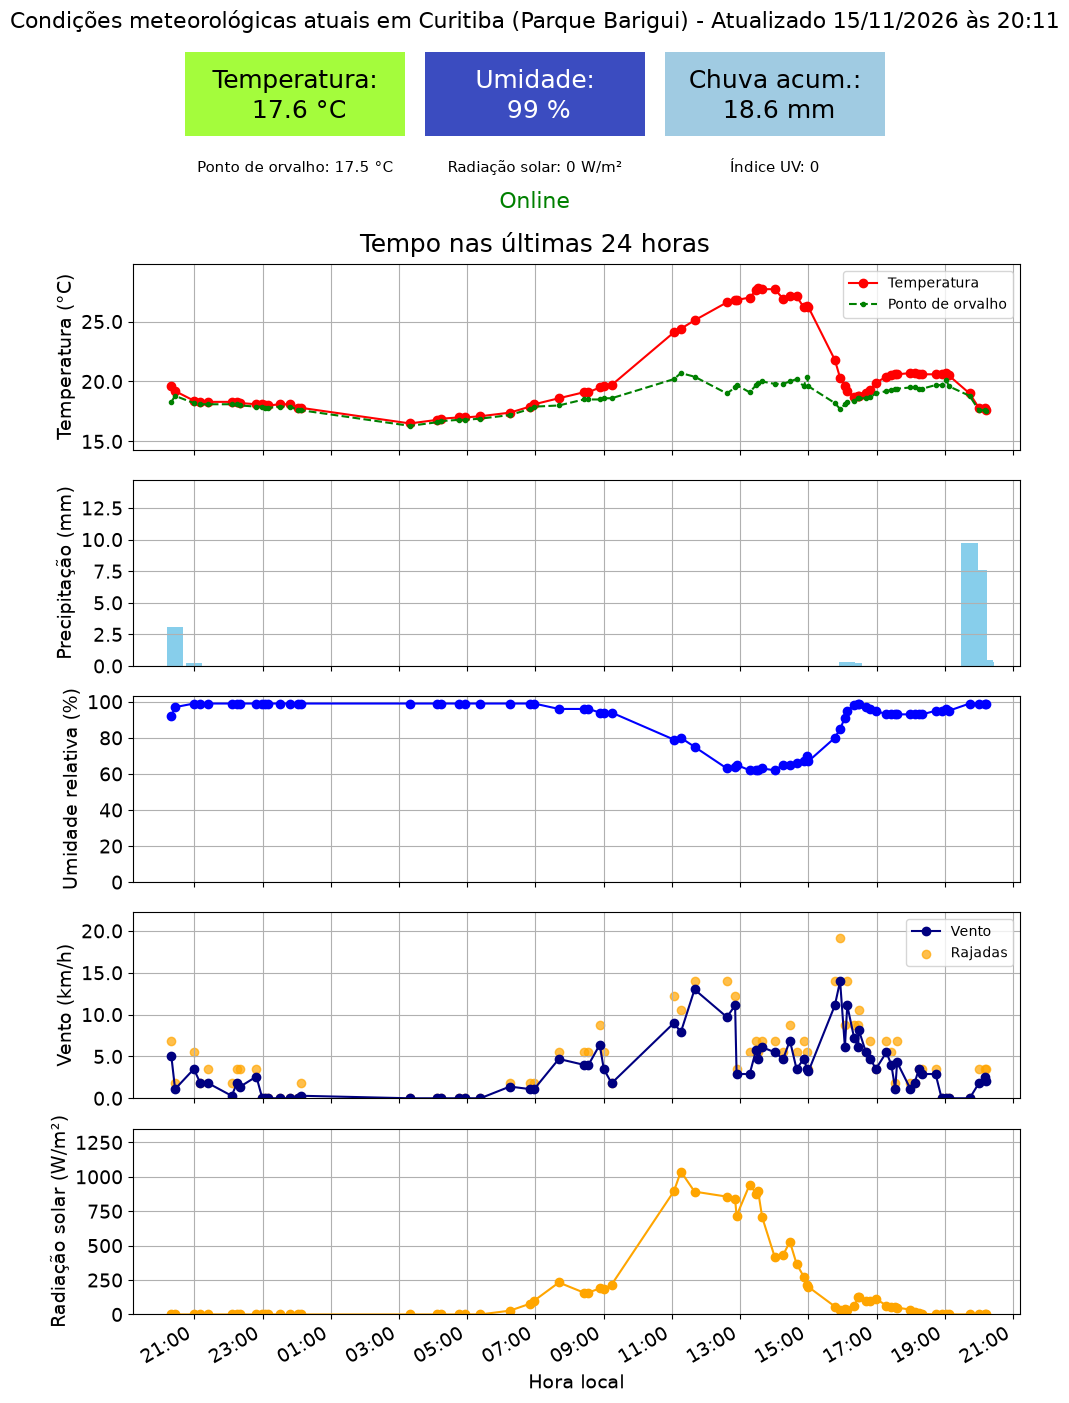 Condições meteorológicas atuais em Curitiba (Parque Barigui) - Atualizado 15/11/2026 às 20:11
Temperatura:
17.6 °C
Umidade:
99 %
Chuva acum.:
18.6 mm
Ponto de orvalho: 17.5 °C
Radiação solar: 0 W/m²
Índice UV: 0
Online
Tempo nas últimas 24 horas
Temperatura (°C)
25.0
20.0
15.0
Temperatura
Ponto de orvalho
Precipitação (mm)
12.5
10.0
7.5
5.0
2.5
0.0
Umidade relativa (%)
100
80
60
40
20
0
Vento (km/h)
20.0
15.0
10.0
5.0
0.0
Vento
Rajadas
Radiação solar (W/m²)
1250
1000
750
500
250
0
21:00
23:00
01:00
03:00
05:00
07:00
09:00
11:00
13:00
15:00
17:00
19:00
21:00
Hora local